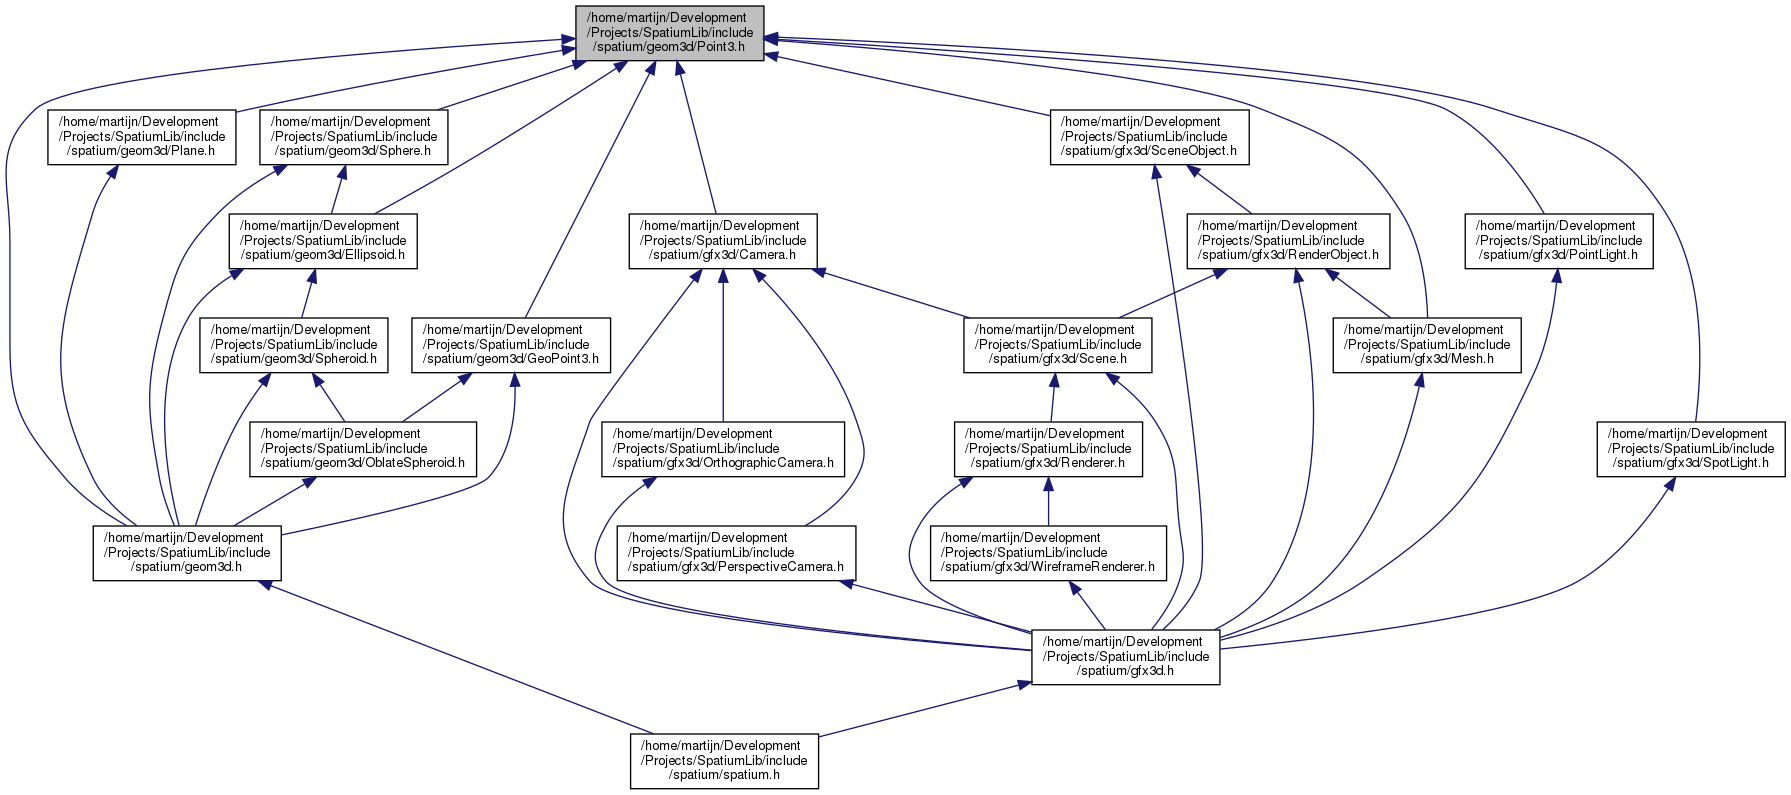 /home/martijn/Development
/Projects/SpatiumLib/include
/spatium/geom3d/Point3.h
/home/martijn/Development
/Projects/SpatiumLib/include
/spatium/geom3d/Plane.h
/home/martijn/Development
/Projects/SpatiumLib/include
/spatium/geom3d/Sphere.h
/home/martijn/Development
/Projects/SpatiumLib/include
/spatium/gfx3d/SceneObject.h
/home/martijn/Development
/Projects/SpatiumLib/include
/spatium/geom3d/Ellipsoid.h
/home/martijn/Development
/Projects/SpatiumLib/include
/spatium/gfx3d/Camera.h
/home/martijn/Development
/Projects/SpatiumLib/include
/spatium/gfx3d/RenderObject.h
/home/martijn/Development
/Projects/SpatiumLib/include
/spatium/gfx3d/PointLight.h
/home/martijn/Development
/Projects/SpatiumLib/include
/spatium/geom3d/Spheroid.h
/home/martijn/Development
/Projects/SpatiumLib/include
/spatium/geom3d/GeoPoint3.h
/home/martijn/Development
/Projects/SpatiumLib/include
/spatium/gfx3d/Scene.h
/home/martijn/Development
/Projects/SpatiumLib/include
/spatium/gfx3d/Mesh.h
/home/martijn/Development
/Projects/SpatiumLib/include
/spatium/geom3d/OblateSpheroid.h
/home/martijn/Development
/Projects/SpatiumLib/include
/spatium/gfx3d/OrthographicCamera.h
/home/martijn/Development
/Projects/SpatiumLib/include
/spatium/gfx3d/Renderer.h
/home/martijn/Development
/Projects/SpatiumLib/include
/spatium/gfx3d/SpotLight.h
/home/martijn/Development
/Projects/SpatiumLib/include
/spatium/geom3d.h
/home/martijn/Development
/Projects/SpatiumLib/include
/spatium/gfx3d/PerspectiveCamera.h
/home/martijn/Development
/Projects/SpatiumLib/include
/spatium/gfx3d/WireframeRenderer.h
/home/martijn/Development
/Projects/SpatiumLib/include
/spatium/gfx3d.h
/home/martijn/Development
/Projects/SpatiumLib/include
/spatium/spatium.h